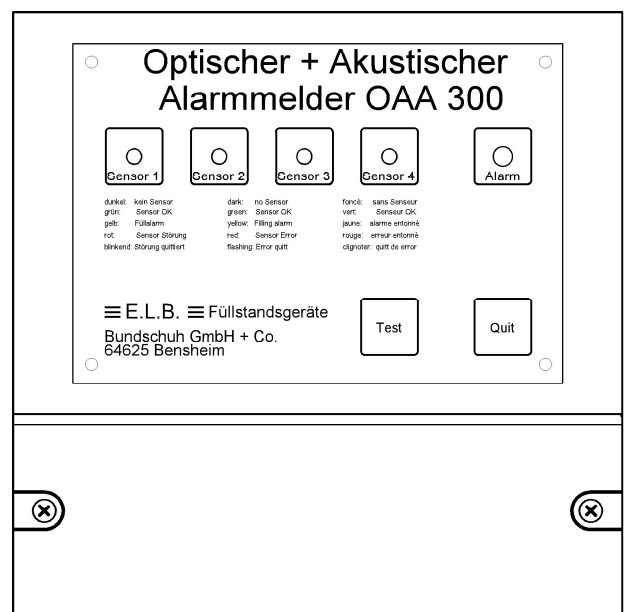 Optischer + Akustischer
Alarmmelder OAA 300
Sensor 1 Sensor 2 Sensor 3 Sensor 4 Alarm
dunkel: kein Sensor dark: no Sensor foncè: sans Senseur
grün: Sensor OK green: Sensor OK vert: Senseur OK
gelb: Füllalarm yellow: Filling alarm jaune: alarme entonnè
rot: Sensor Störung red: Sensor Error rouge: erreur entonnè
blinkend: Störung quittiert flashing: Error quitt clignoter: quitt de error
E.L.B. Füllstandsgeräte
Bundschuh GmbH + Co.
64625 Bensheim
Test Quit